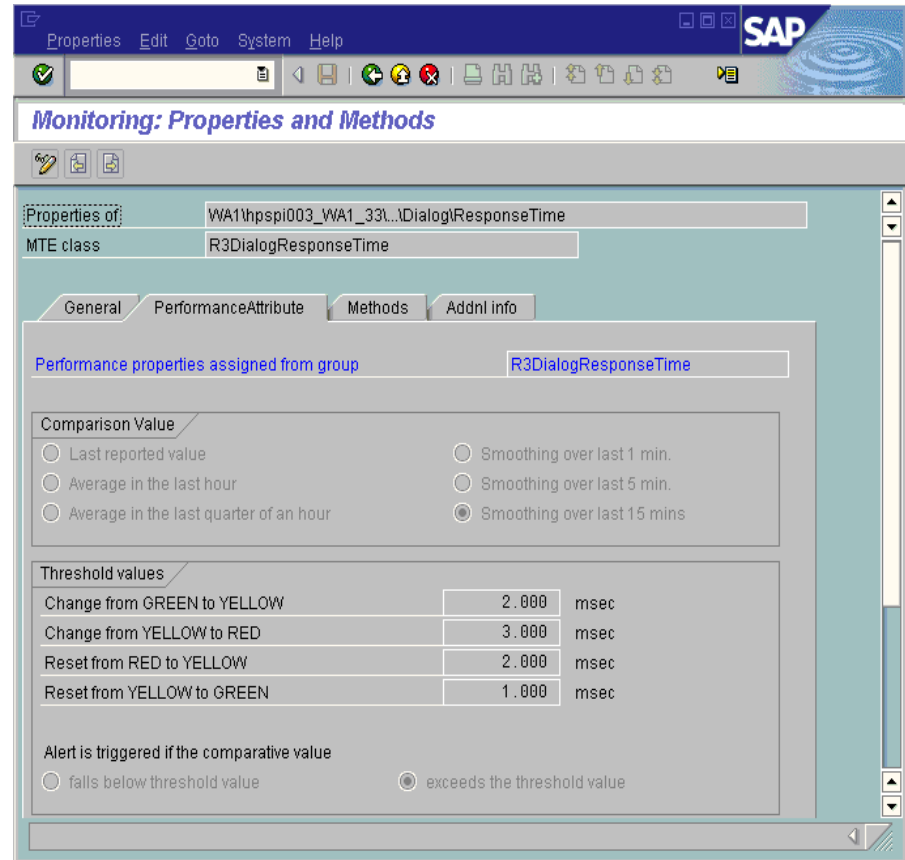 SAP
Properties Edit Goto System Help
Monitoring: Properties and Methods
Properties of WA1\hpspi003_WA1_33\...\Dialog\ResponseTime
MTE class R3DialogResponseTime
General PerformanceAttribute Methods Addnl info
Performance properties assigned from group R3DialogResponseTime
Comparison Value
Last reported value Smoothing over last 1 min.
Average in the last hour Smoothing over last 5 min.
Average in the last quarter of an hour Smoothing over last 15 mins
Threshold values
Change from GREEN to YELLOW 2.000 msec
Change from YELLOW to RED 3.000 msec
Reset from RED to YELLOW 2.000 msec
Reset from YELLOW to GREEN 1.000 msec
Alert is triggered if the comparative value
falls below threshold value exceeds the threshold value